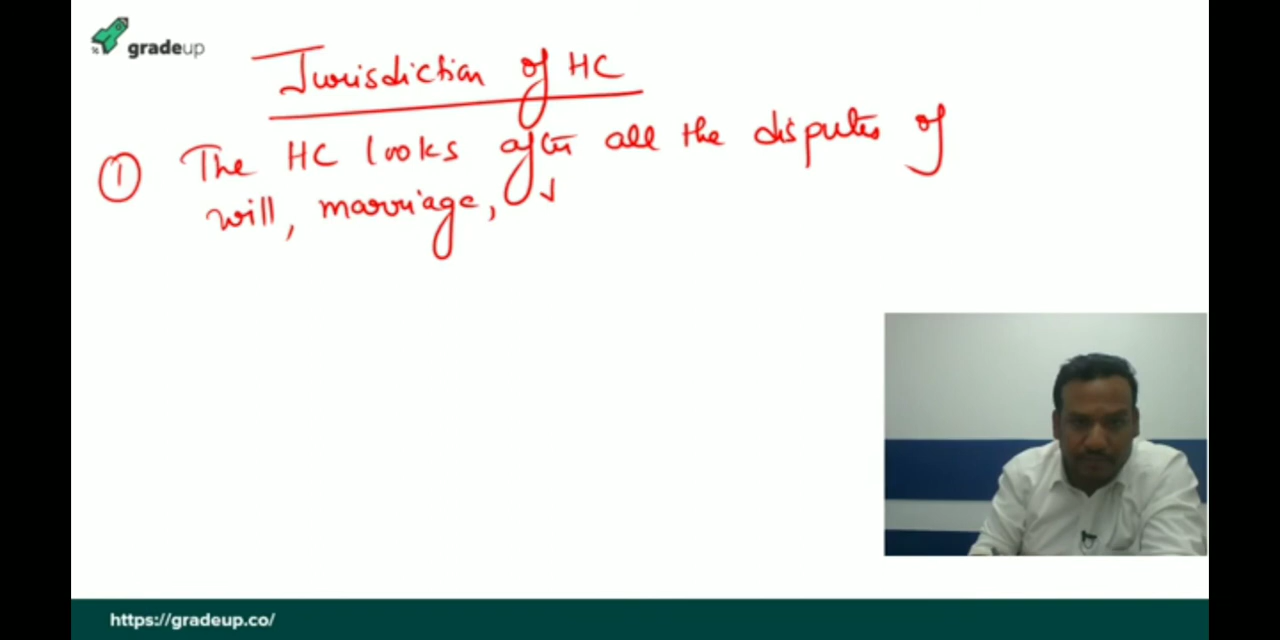 gradeup
Jurisdiction of HC
① The HC looks after all the disputes of
will, marriage,
https://gradeup.co/